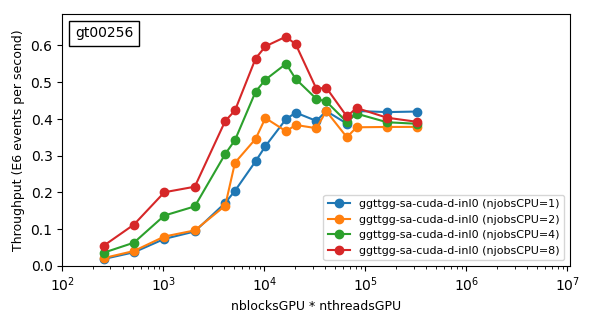 gt00256
Throughput (E6 events per second)
0.6
0.5
0.4
0.3
0.2
0.1
0.0
ggttgg-sa-cuda-d-inl0 (njobsCPU=1)
ggttgg-sa-cuda-d-inl0 (njobsCPU=2)
ggttgg-sa-cuda-d-inl0 (njobsCPU=4)
ggttgg-sa-cuda-d-inl0 (njobsCPU=8)
10² 10³ 10⁴ 10⁵ 10⁶ 10⁷
nblocksGPU * nthreadsGPU